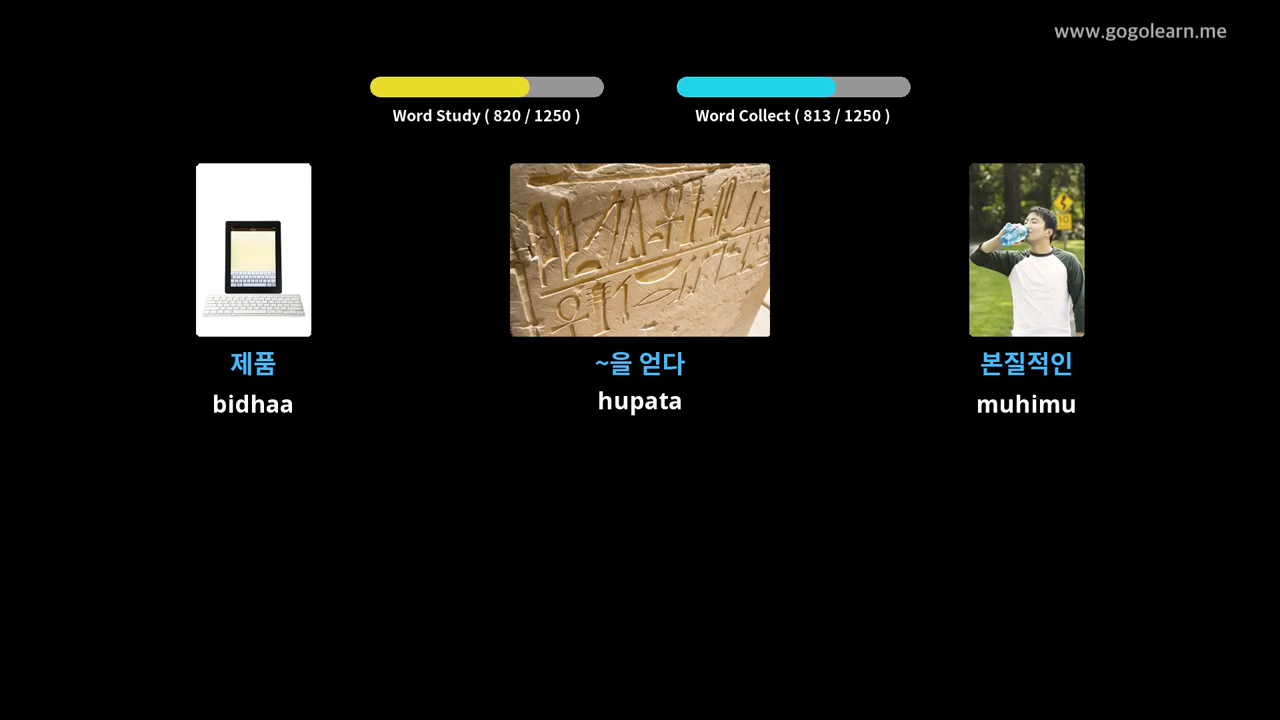 www.gogolearn.me
Word Study ( 820 / 1250 )
Word Collect ( 813 / 1250 )
제품
bidhaa
~을 얻다
hupata
본질적인
muhimu